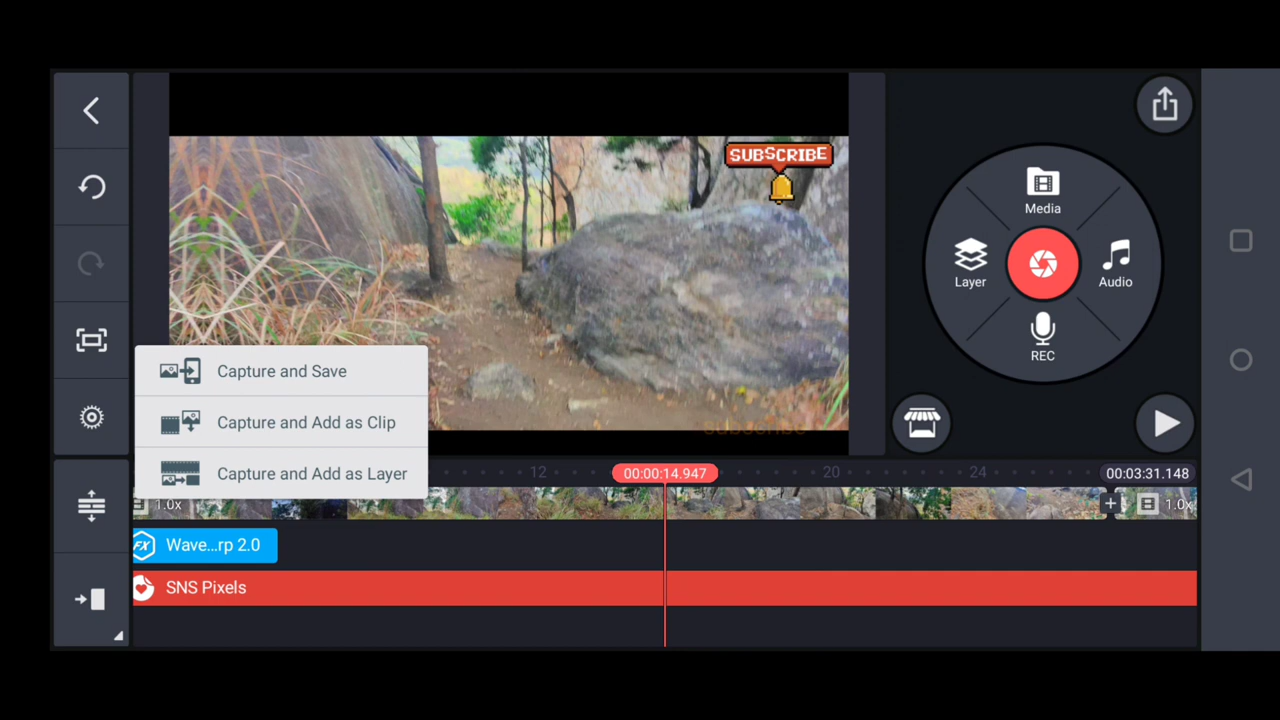 SUBSCRIBE
Media
Layer
Audio
REC
Capture and Save
Capture and Add as Clip
Capture and Add as Layer
subscribe
12
00:00:14.947
20
24
00:03:31.148
1.0x
1.0x
FX
Wave...rp 2.0
SNS Pixels